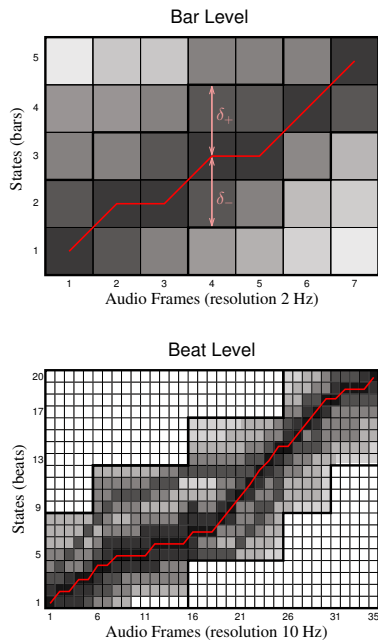 Bar Level
States (bars)
5
4
3
2
1
δ+
δ−
1 2 3 4 5 6 7
Audio Frames (resolution 2 Hz)
Beat Level
States (beats)
20
17
13
9
5
1
1 6 11 16 21 26 31 35
Audio Frames (resolution 10 Hz)